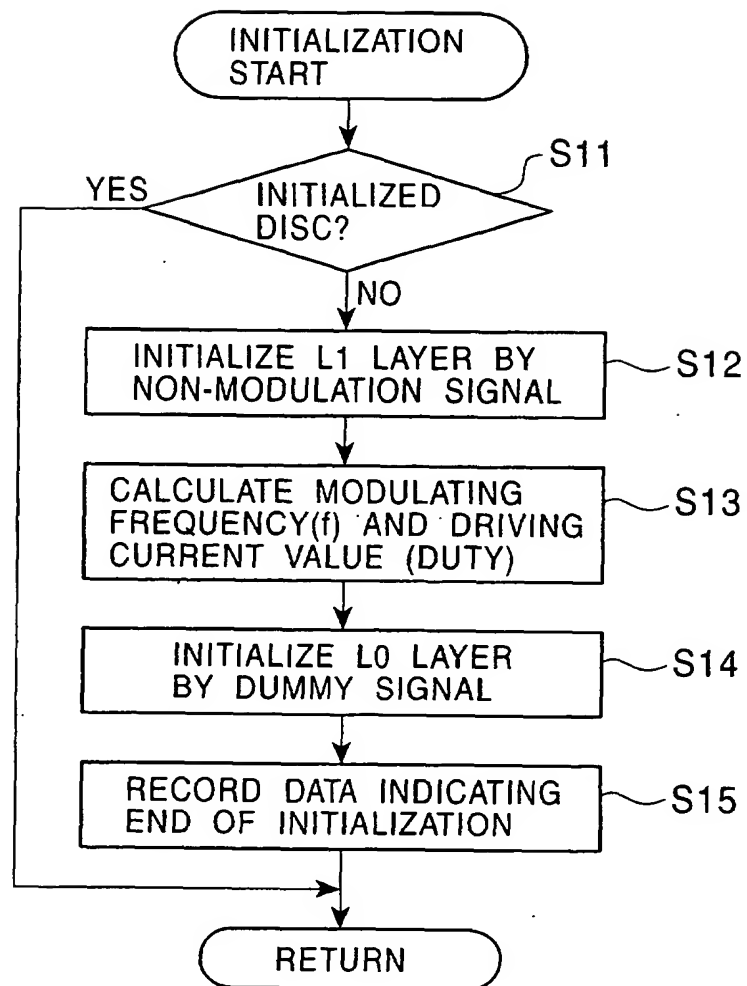 INITIALIZATION
START
S11
YES
INITIALIZED
DISC?
NO
INITIALIZE L1 LAYER BY
NON-MODULATION SIGNAL
S12
CALCULATE MODULATING
FREQUENCY(f) AND DRIVING
CURRENT VALUE (DUTY)
S13
INITIALIZE L0 LAYER
BY DUMMY SIGNAL
S14
RECORD DATA INDICATING
END OF INITIALIZATION
S15
RETURN